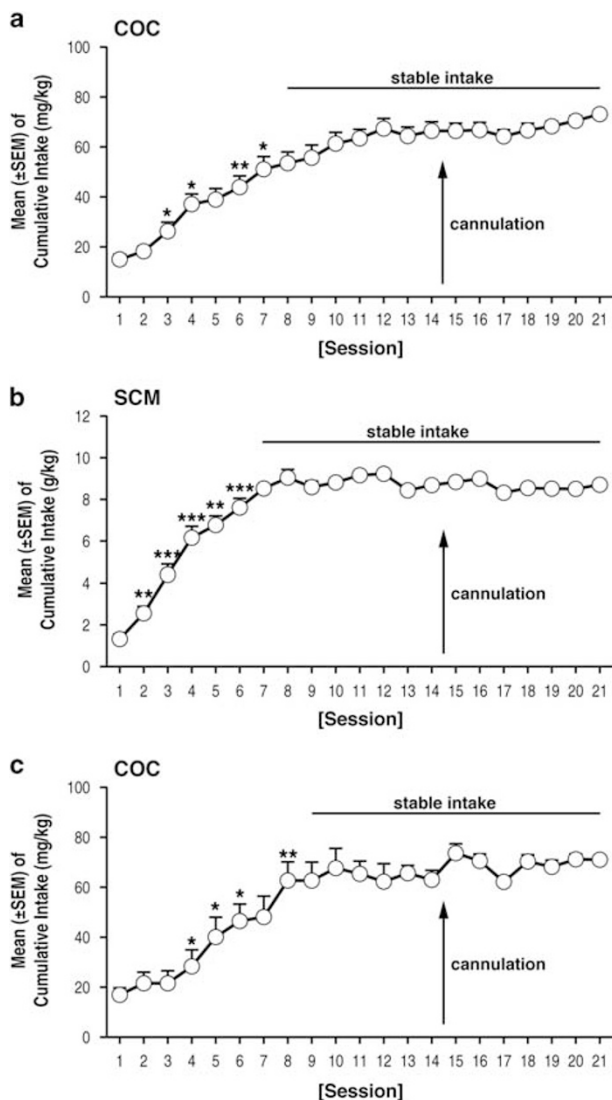 a
COC
Mean (±SEM) of
Cumulative Intake (mg/kg)
100
80
60
40
20
0
stable intake
* * ** *
cannulation
1 2 3 4 5 6 7 8 9 10 11 12 13 14 15 16 17 18 19 20 21
[Session]
b
SCM
Mean (±SEM) of
Cumulative Intake (g/kg)
12
10
8
6
4
2
0
stable intake
** *** *** ** ***
cannulation
1 2 3 4 5 6 7 8 9 10 11 12 13 14 15 16 17 18 19 20 21
[Session]
c
COC
Mean (±SEM) of
Cumulative Intake (mg/kg)
100
80
60
40
20
0
stable intake
* * * **
cannulation
1 2 3 4 5 6 7 8 9 10 11 12 13 14 15 16 17 18 19 20 21
[Session]